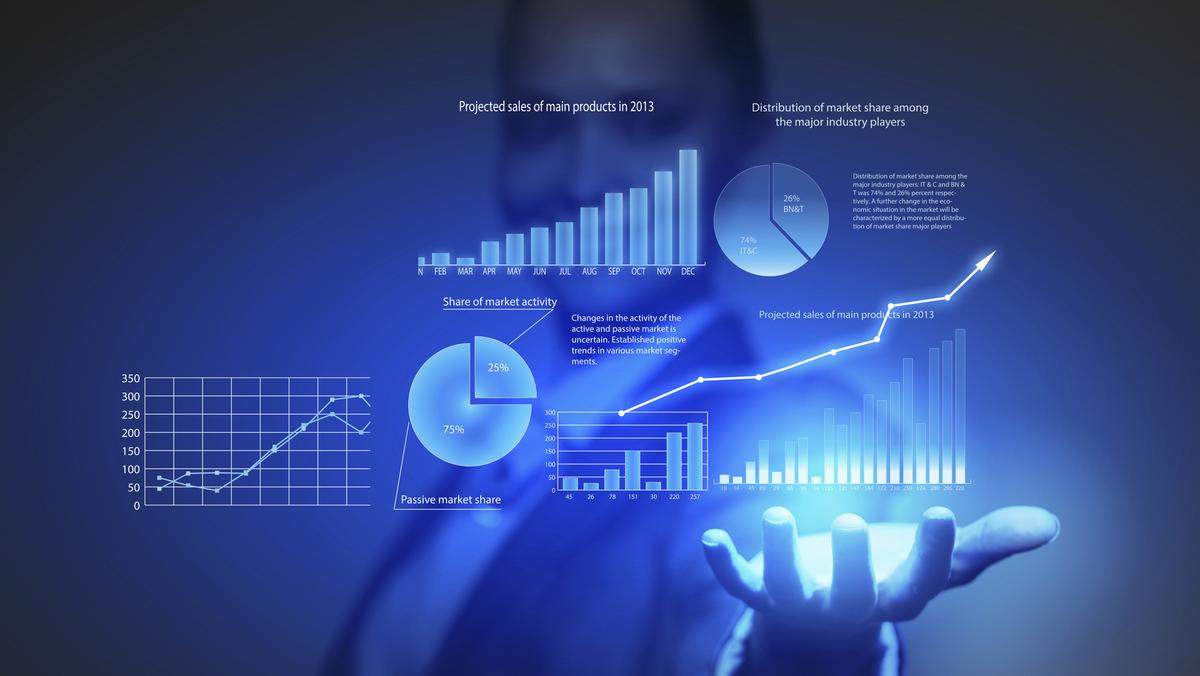 Projected sales of main products in 2013
N FEB MAR APR MAY JUN JUL AUG SEP OCT NOV DEC
Distribution of market share among
the major industry players
26%
BN&T
74%
IT&C
Distribution of market share among the
major industry players: IT & C and BN &
T was 74% and 26% percent respec-
tively. A further change in the eco-
nomic situation in the market will be
characterized by a more equal distribu-
tion of market share major players
Share of market activity
25%
75%
Passive market share
Changes in the activity of the
active and passive market is
uncertain. Established positive
trends in various market seg-
ments.
Projected sales of main products in 2013
350
300
250
200
150
100
50
0
300
250
200
150
100
50
0
45 26 78 151 30 220 257